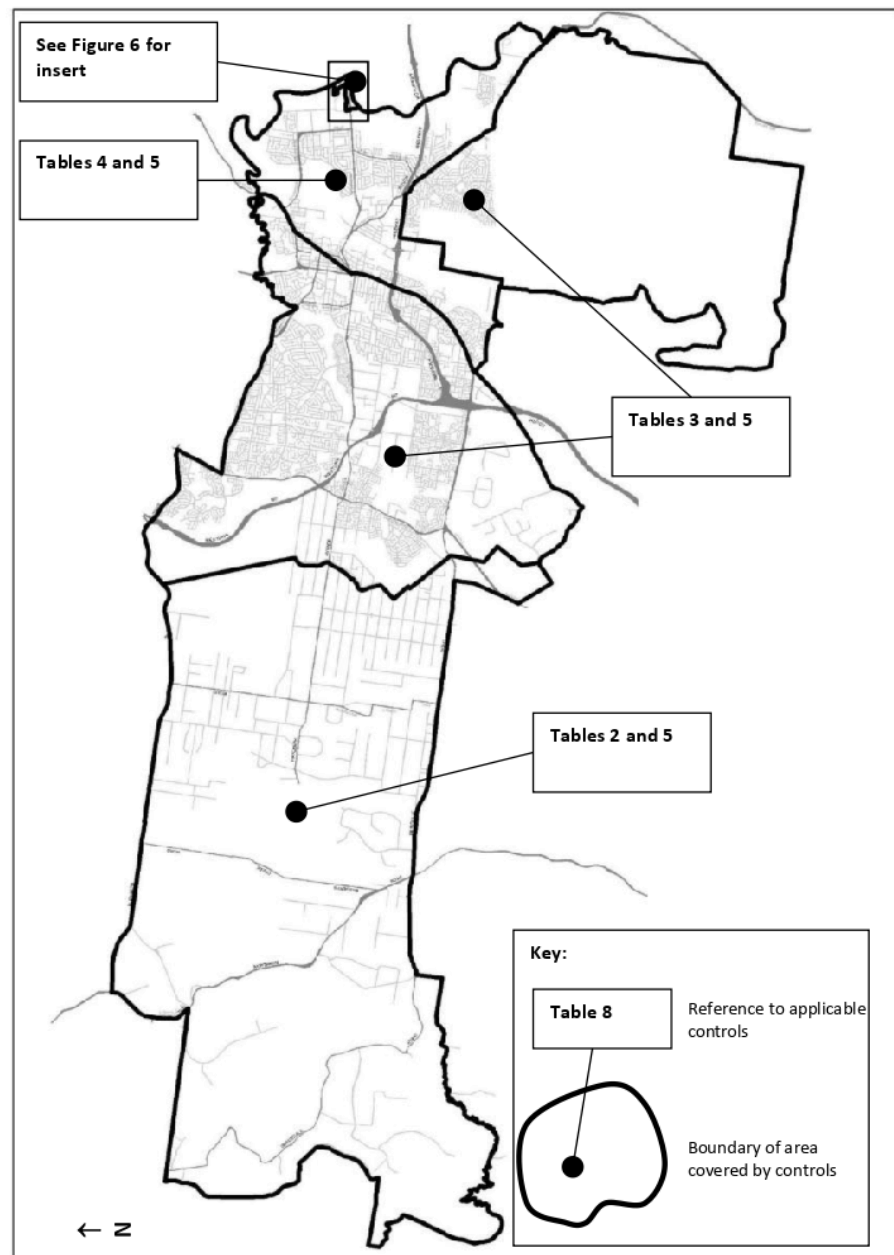 See Figure 6 for
insert
Tables 4 and 5
Tables 3 and 5
Tables 2 and 5
Key:
Table 8
Reference to applicable
controls
Boundary of area
covered by controls
← N